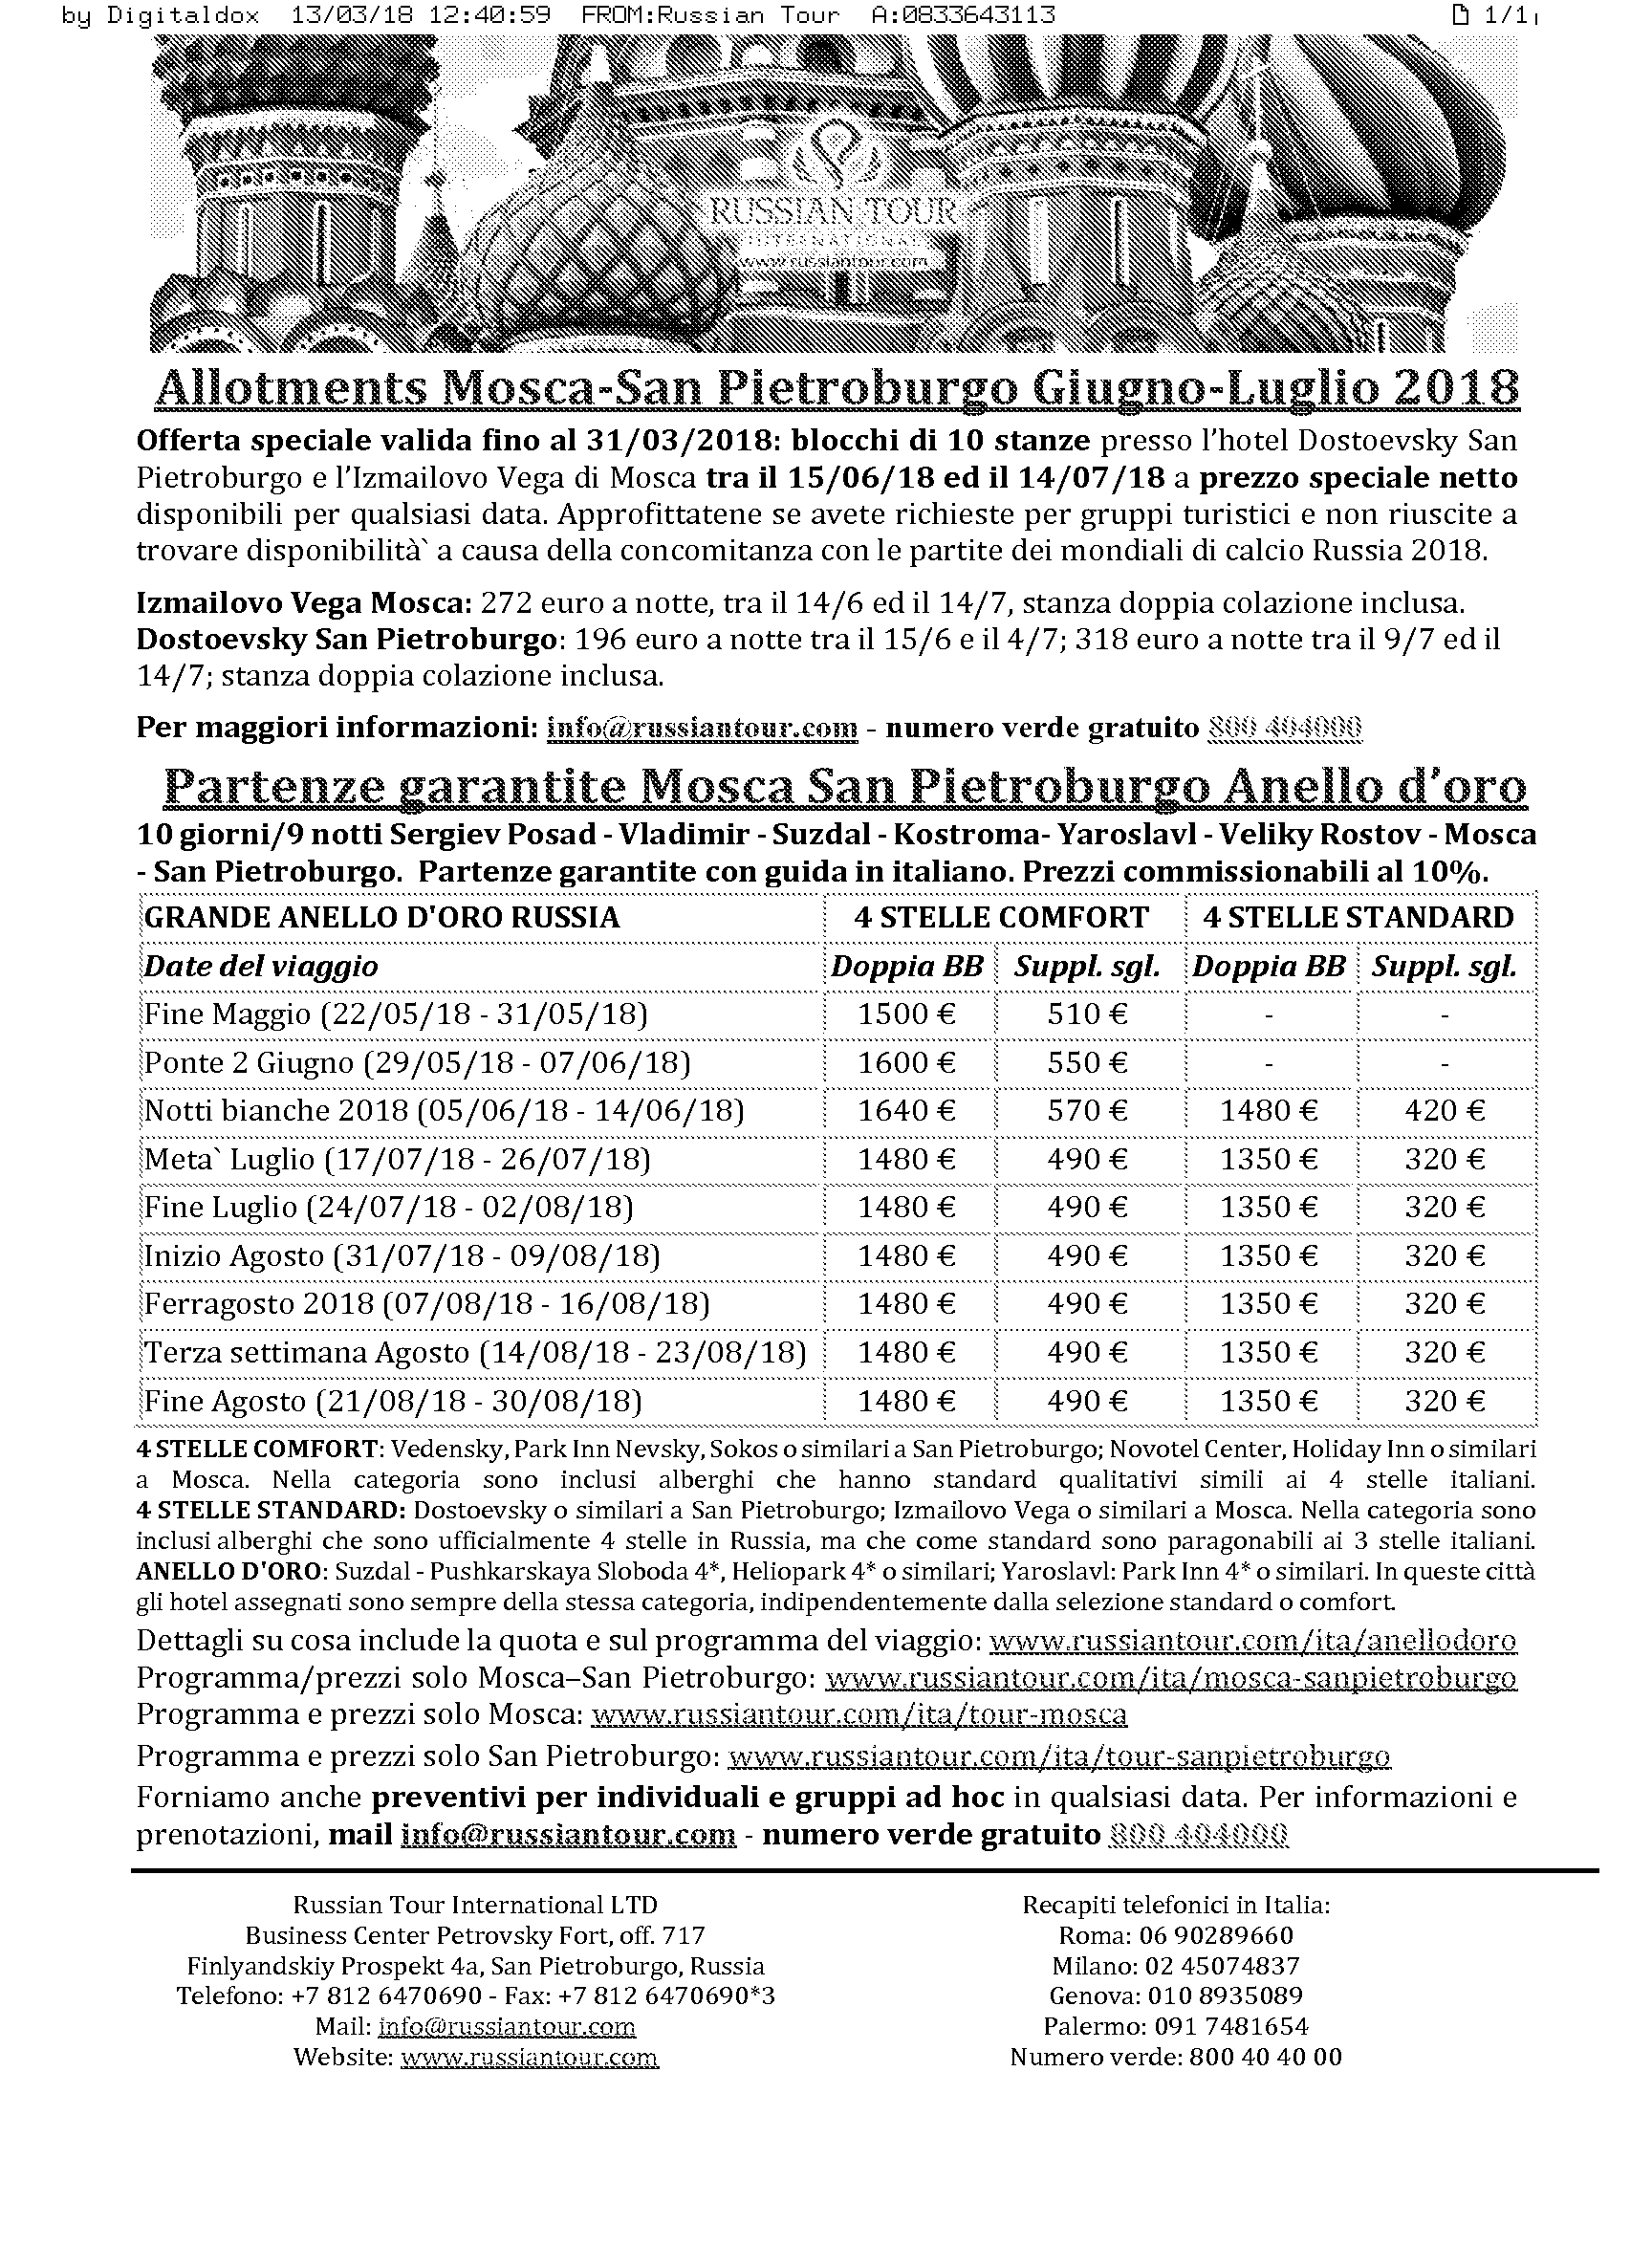 by Digitaldox 13/03/18 12:40:59 FROM:Russian Tour A:0833643113 1/1
RUSSIAN TOUR
INTERNATIONAL
www.russiantour.com
Allotments Mosca-San Pietroburgo Giugno-Luglio 2018
Offerta speciale valida fino al 31/03/2018: blocchi di 10 stanze presso l'hotel Dostoevsky San
Pietroburgo e l'Izmailovo Vega di Mosca tra il 15/06/18 ed il 14/07/18 a prezzo speciale netto
disponibili per qualsiasi data. Approfittatene se avete richieste per gruppi turistici e non riuscite a
trovare disponibilità` a causa della concomitanza con le partite dei mondiali di calcio Russia 2018.
Izmailovo Vega Mosca: 272 euro a notte, tra il 14/6 ed il 14/7, stanza doppia colazione inclusa.
Dostoevsky San Pietroburgo: 196 euro a notte tra il 15/6 e il 4/7; 318 euro a notte tra il 9/7 ed il
14/7; stanza doppia colazione inclusa.
Per maggiori informazioni: info@russiantour.com - numero verde gratuito 800 404000
Partenze garantite Mosca San Pietroburgo Anello d'oro
10 giorni/9 notti Sergiev Posad - Vladimir - Suzdal - Kostroma- Yaroslavl - Veliky Rostov - Mosca
- San Pietroburgo. Partenze garantite con guida in italiano. Prezzi commissionabili al 10%.
GRANDE ANELLO D'ORO RUSSIA 4 STELLE COMFORT 4 STELLE STANDARD
Date del viaggio Doppia BB Suppl. sgl. Doppia BB Suppl. sgl.
Fine Maggio (22/05/18 - 31/05/18) 1500 € 510 € - -
Ponte 2 Giugno (29/05/18 - 07/06/18) 1600 € 550 € - -
Notti bianche 2018 (05/06/18 - 14/06/18) 1640 € 570 € 1480 € 420 €
Meta` Luglio (17/07/18 - 26/07/18) 1480 € 490 € 1350 € 320 €
Fine Luglio (24/07/18 - 02/08/18) 1480 € 490 € 1350 € 320 €
Inizio Agosto (31/07/18 - 09/08/18) 1480 € 490 € 1350 € 320 €
Ferragosto 2018 (07/08/18 - 16/08/18) 1480 € 490 € 1350 € 320 €
Terza settimana Agosto (14/08/18 - 23/08/18) 1480 € 490 € 1350 € 320 €
Fine Agosto (21/08/18 - 30/08/18) 1480 € 490 € 1350 € 320 €
4 STELLE COMFORT: Vedensky, Park Inn Nevsky, Sokos o similari a San Pietroburgo; Novotel Center, Holiday Inn o similari
a Mosca. Nella categoria sono inclusi alberghi che hanno standard qualitativi simili ai 4 stelle italiani.
4 STELLE STANDARD: Dostoevsky o similari a San Pietroburgo; Izmailovo Vega o similari a Mosca. Nella categoria sono
inclusi alberghi che sono ufficialmente 4 stelle in Russia, ma che come standard sono paragonabili ai 3 stelle italiani.
ANELLO D'ORO: Suzdal - Pushkarskaya Sloboda 4*, Heliopark 4* o similari; Yaroslavl: Park Inn 4* o similari. In queste città
gli hotel assegnati sono sempre della stessa categoria, indipendentemente dalla selezione standard o comfort.
Dettagli su cosa include la quota e sul programma del viaggio: www.russiantour.com/ita/anellodoro
Programma/prezzi solo Mosca–San Pietroburgo: www.russiantour.com/ita/mosca-sanpietroburgo
Programma e prezzi solo Mosca: www.russiantour.com/ita/tour-mosca
Programma e prezzi solo San Pietroburgo: www.russiantour.com/ita/tour-sanpietroburgo
Forniamo anche preventivi per individuali e gruppi ad hoc in qualsiasi data. Per informazioni e
prenotazioni, mail info@russiantour.com - numero verde gratuito 800 404000
Russian Tour International LTD
Business Center Petrovsky Fort, off. 717
Finlyandskiy Prospekt 4a, San Pietroburgo, Russia
Telefono: +7 812 6470690 - Fax: +7 812 6470690*3
Mail: info@russiantour.com
Website: www.russiantour.com
Recapiti telefonici in Italia:
Roma: 06 90289660
Milano: 02 45074837
Genova: 010 8935089
Palermo: 091 7481654
Numero verde: 800 40 40 00